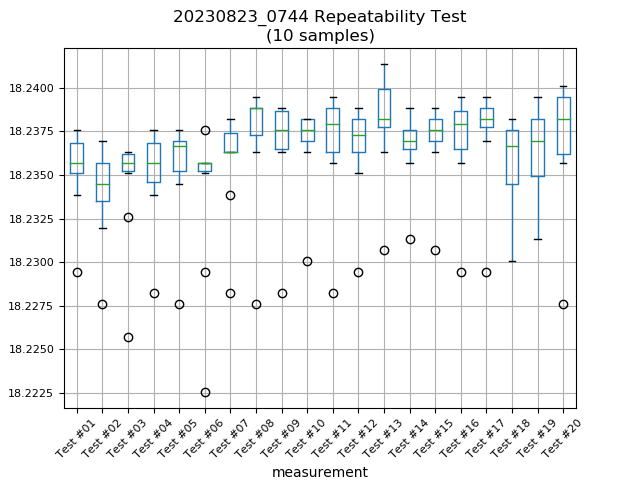 20230823_0744 Repeatability Test
(10 samples)
18.2400
18.2375
18.2350
18.2325
18.2300
18.2275
18.2250
18.2225
Test #01
Test #02
Test #03
Test #04
Test #05
Test #06
Test #07
Test #08
Test #09
Test #10
Test #11
Test #12
Test #13
Test #14
Test #15
Test #16
Test #17
Test #18
Test #19
Test #20
measurement